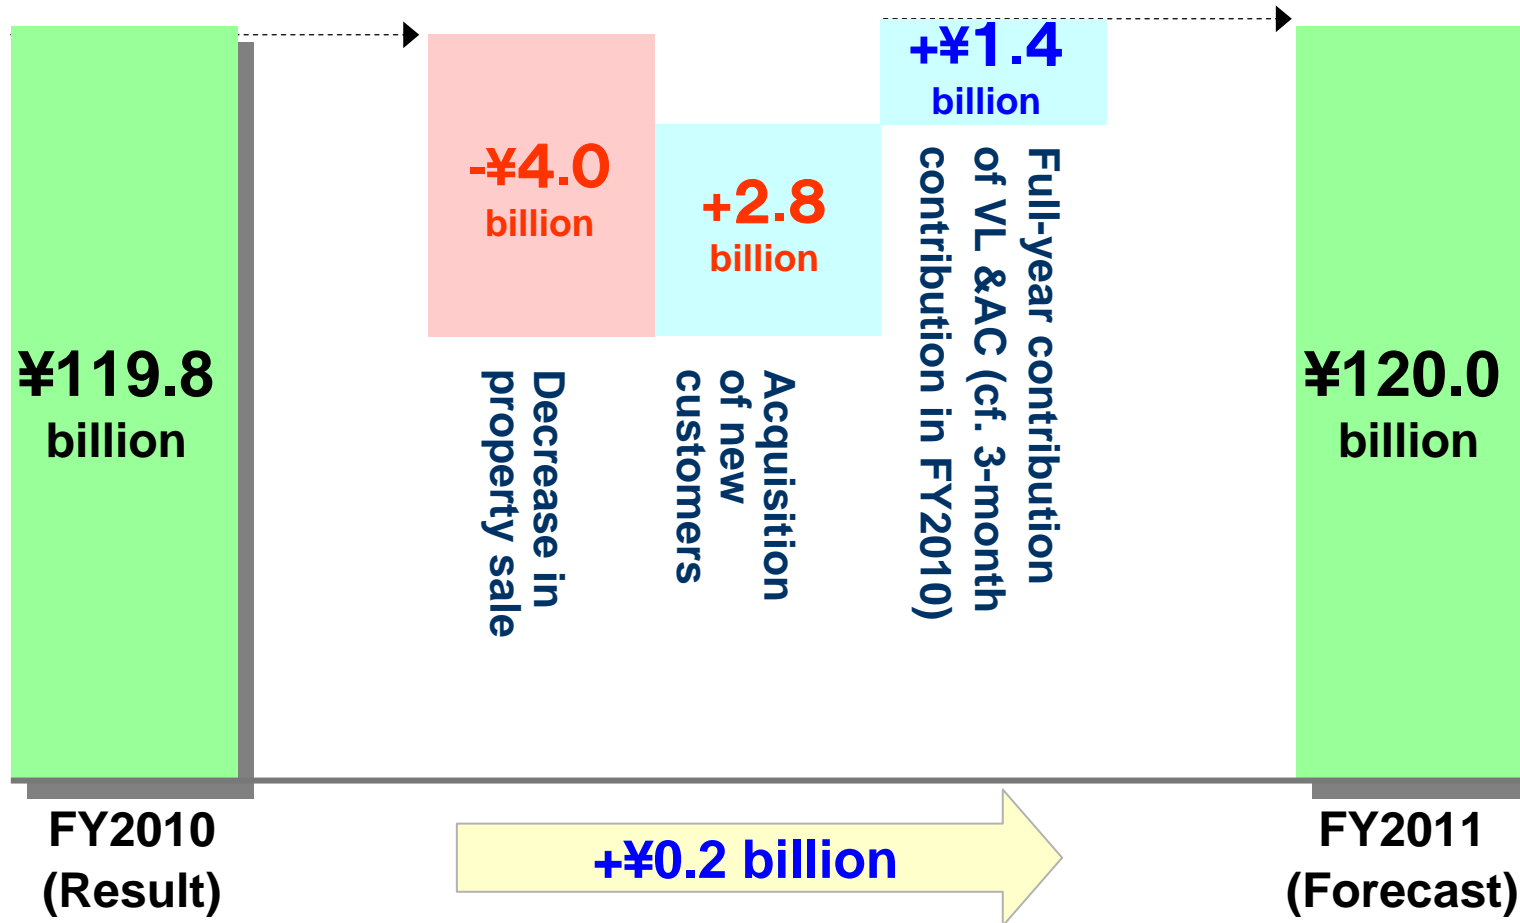 ¥119.8
billion
FY2010
(Result)
-¥4.0
billion
Decrease in
property sale
+2.8
billion
Acquisition
of new
customers
+¥1.4
billion
Full-year contribution
of VL &AC (cf. 3-month
contribution in FY2010)
+¥0.2 billion
¥120.0
billion
FY2011
(Forecast)